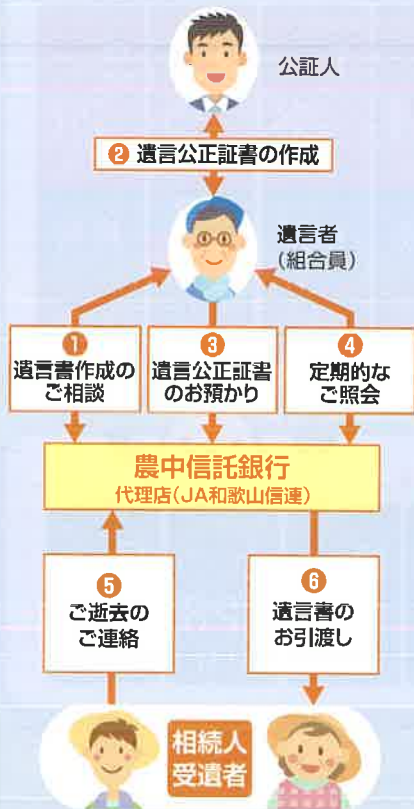 公証人
❷ 遺言公正証書の作成
遺言者
(組合員)
❶
遺言書作成の
ご相談
❸
遺言公正証書
のお預かり
❹
定期的な
ご照会
農中信託銀行
代理店(JA和歌山信連)
❺
ご逝去の
ご連絡
❻
遺言書の
お引渡し
相続人
受遺者